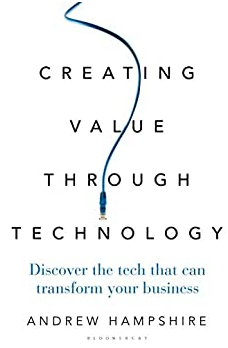 CREATING
VALUE
THROUGH
TECHNOLOGY
Discover the tech that can
transform your business
ANDREW HAMPSHIRE
BLOOMSBURY